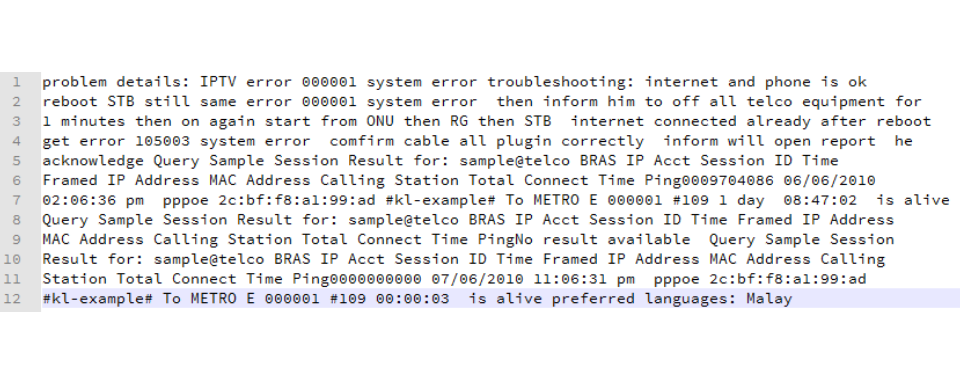 1 problem details: IPTV error 000001 system error troubleshooting: internet and phone is ok
2 reboot STB still same error 000001 system error  then inform him to off all telco equipment for
3 1 minutes then on again start from ONU then RG then STB  internet connected already after reboot
4 get error 105003 system error  comfirm cable all plugin correctly  inform will open report  he
5 acknowledge Query Sample Session Result for: sample@telco BRAS IP Acct Session ID Time
6 Framed IP Address MAC Address Calling Station Total Connect Time Ping0009704086 06/06/2010
7 02:06:36 pm  pppoe 2c:bf:f8:a1:99:ad #kl-example# To METRO E 000001 #109 1 day  08:47:02  is alive
8 Query Sample Session Result for: sample@telco BRAS IP Acct Session ID Time Framed IP Address
9 MAC Address Calling Station Total Connect Time PingNo result available  Query Sample Session
10 Result for: sample@telco BRAS IP Acct Session ID Time Framed IP Address MAC Address Calling
11 Station Total Connect Time Ping0000000000 07/06/2010 11:06:31 pm  pppoe 2c:bf:f8:a1:99:ad
12 #kl-example# To METRO E 000001 #109 00:00:03  is alive preferred languages: Malay